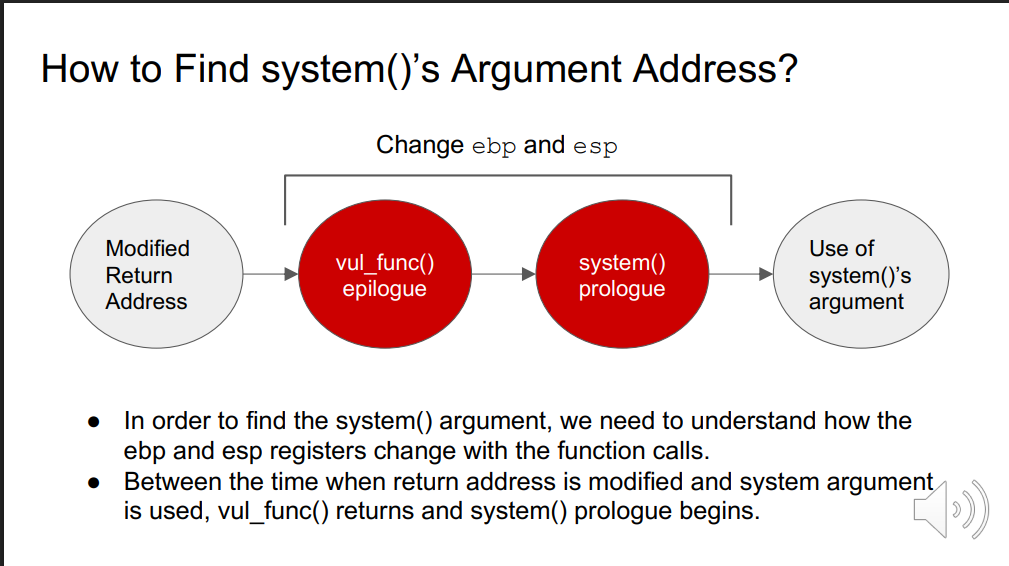 How to Find system()’s Argument Address?
Change ebp and esp
Modified
Return
Address
vul_func()
epilogue
system()
prologue
Use of
system()’s
argument
● In order to find the system() argument, we need to understand how the
ebp and esp registers change with the function calls.
● Between the time when return address is modified and system argument
is used, vul_func() returns and system() prologue begins.